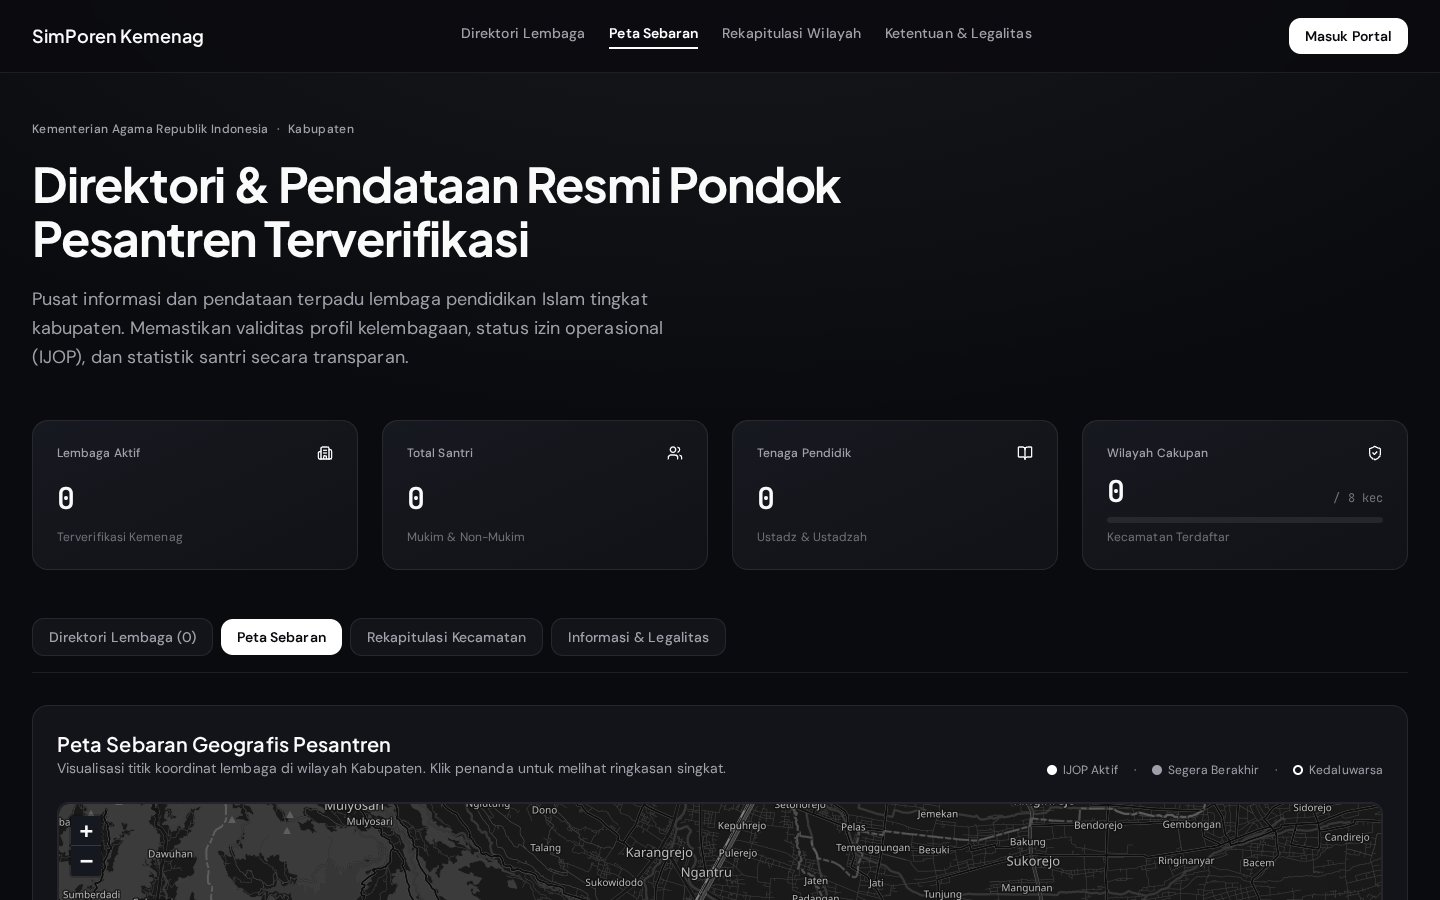 SimPoren Kemenag
Direktori Lembaga
Peta Sebaran
Rekapitulasi Wilayah
Ketentuan & Legalitas
Masuk Portal
Kementerian Agama Republik Indonesia · Kabupaten
Direktori & Pendataan Resmi Pondok
Pesantren Terverifikasi
Pusat informasi dan pendataan terpadu lembaga pendidikan Islam tingkat
kabupaten. Memastikan validitas profil kelembagaan, status izin operasional
(IJOP), dan statistik santri secara transparan.
Lembaga Aktif
0
Terverifikasi Kemenag
Total Santri
0
Mukim & Non-Mukim
Tenaga Pendidik
0
Ustadz & Ustadzah
Wilayah Cakupan
0
/ 8 kec
Kecamatan Terdaftar
Direktori Lembaga (0)
Peta Sebaran
Rekapitulasi Kecamatan
Informasi & Legalitas
Peta Sebaran Geografis Pesantren
Visualisasi titik koordinat lembaga di wilayah Kabupaten. Klik penanda untuk melihat ringkasan singkat.
IJOP Aktif · Segera Berakhir · Kedaluwarsa
+
−
Mulyosari
Mulyosari
Dono
Sidorejo
Jemekan
Kepuhrejo
Pelas
Bendorejo
Gembongan
Candirejo
Dawuhan
Talang
Karangrejo
Pulerejo
Temenggungan
Besuki
Bakung
Sukorejo
Ringinanyar
Bacem
Ngantru
Sumberdadi
Sukowidodo
Jaten
Jati
Mangunan
Tunjung